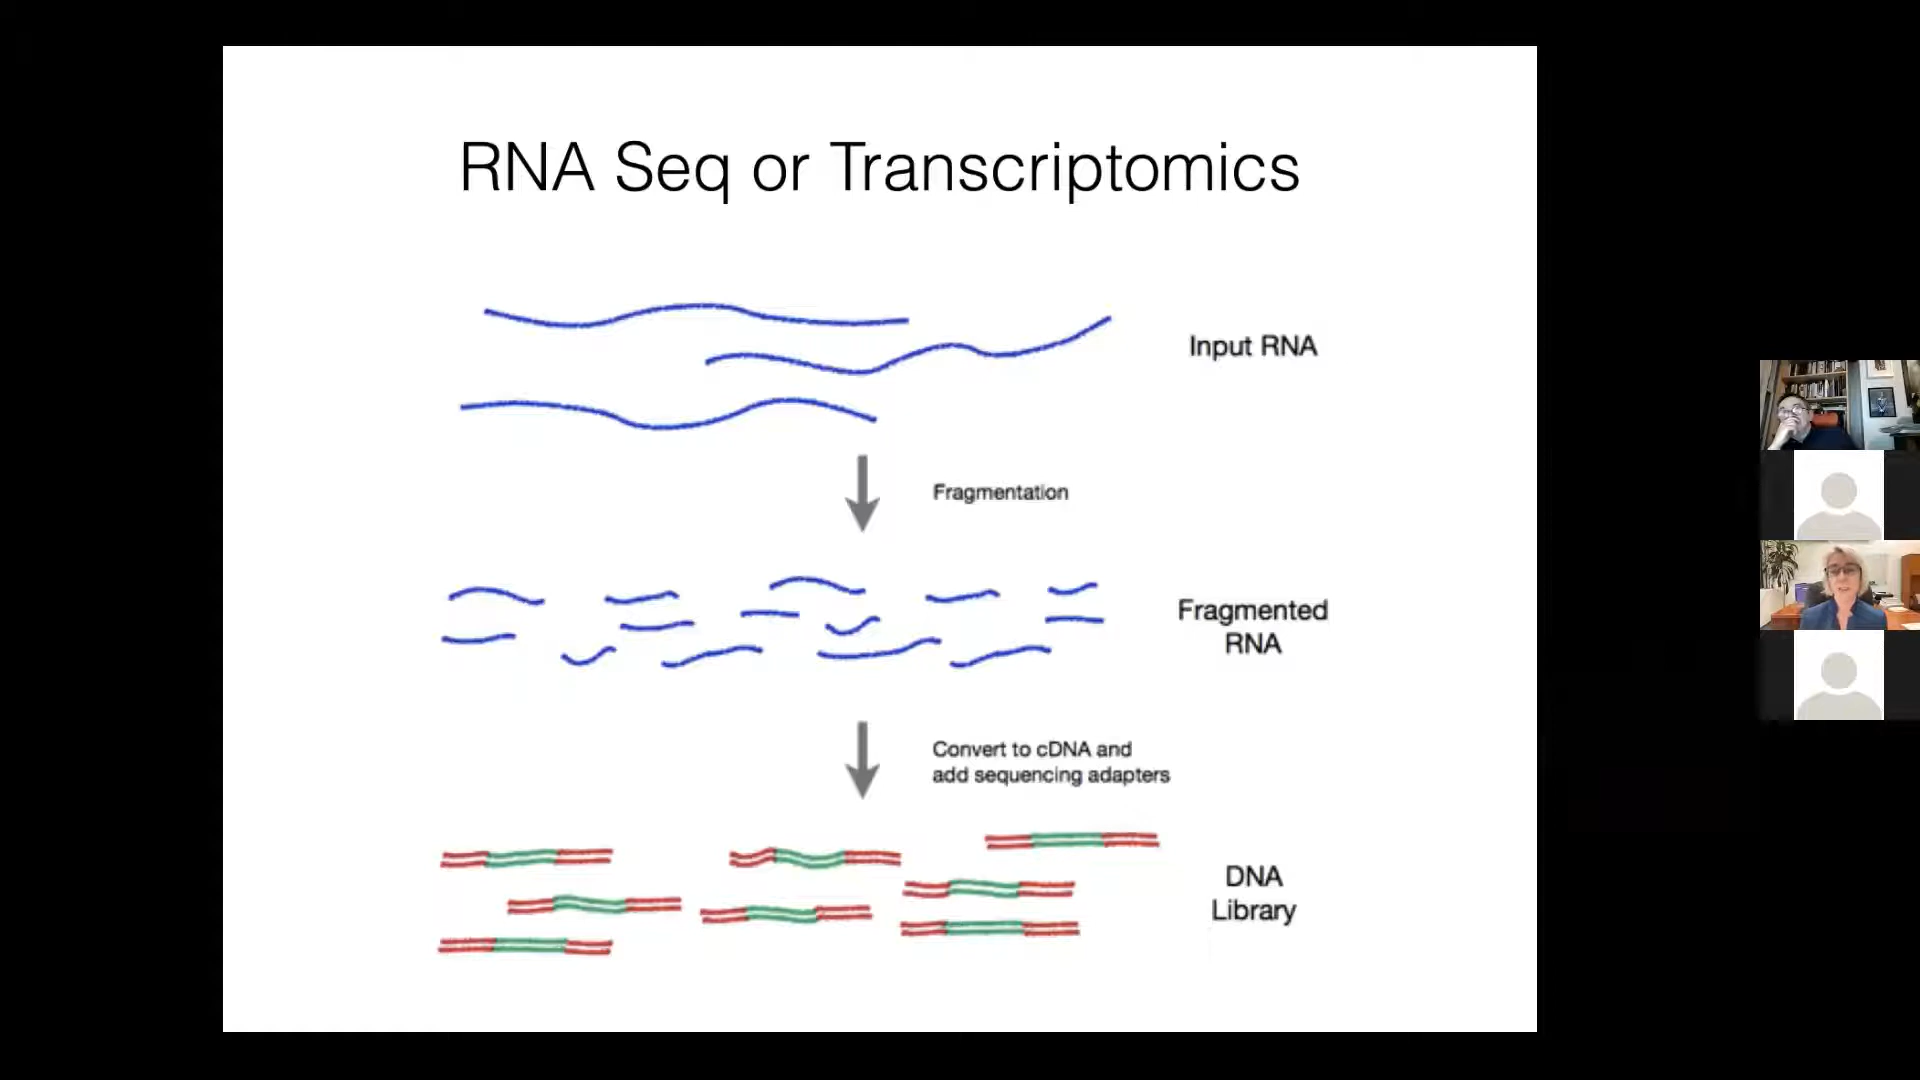 RNA Seq or Transcriptomics
Input RNA
Fragmentation
Fragmented
RNA
Convert to cDNA and
add sequencing adapters
DNA
Library